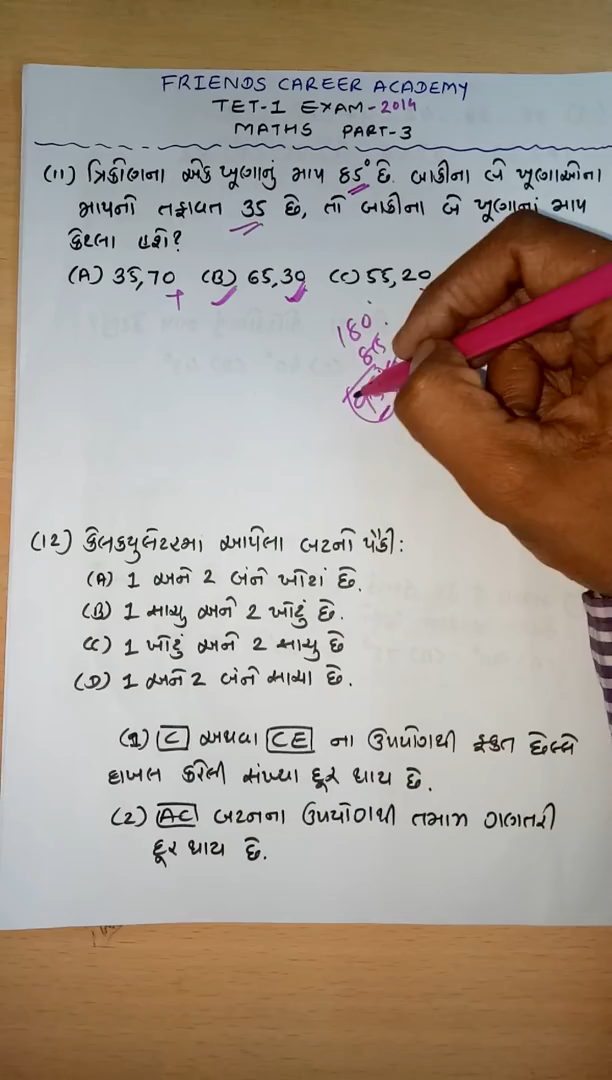 FRIENDS CAREER ACADEMY
TET-1 EXAM-2014
MATHS PART-3
(11) ત્રિકોણના એક ખૂણાનું માપ 85° છે. બાકીના બે ખૂણાઓના
માપનો તફાવત 35 છે, તો બાકીના બે ખૂણાનાં માપ
કેટલા હશે?
(A) 35,70 (B) 65,30 (C) 55,20
180°
85
(12) કેલક્યુલેટરમાં આપેલા બટનો પૈકી:
(A) 1 અને 2 બંને ખોટાં છે.
(B) 1 સાચુ અને 2 ખોટું છે.
(C) 1 ખોટું અને 2 સાચુ છે
(D) 1 અને 2 બંને સાચા છે.
(1) C અથવા CE ના ઉપયોગથી ફક્ત છેલ્લે
દાખલ કરેલી સંખ્યા દૂર થાય છે.
(2) AC બટનના ઉપયોગથી તમામ ગણતરી
દૂર થાય છે.